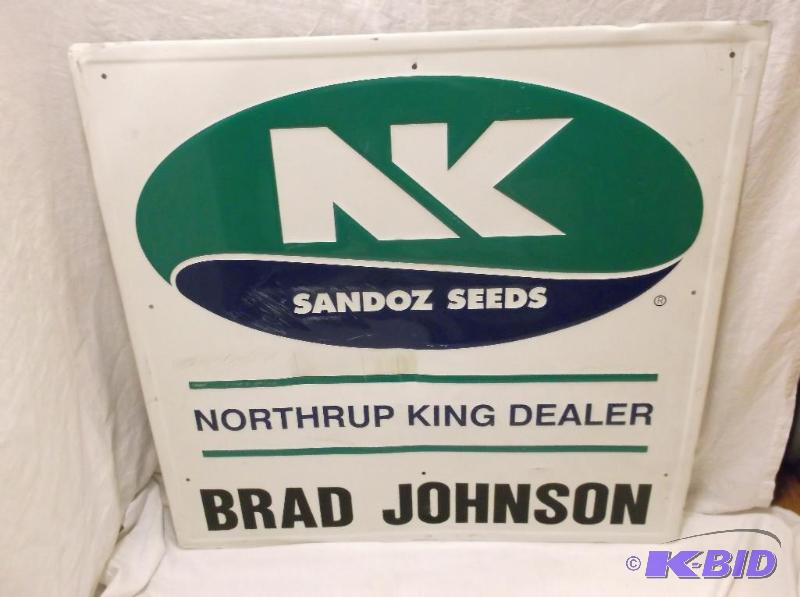 NK
SANDOZ SEEDS
®
NORTHRUP KING DEALER
BRAD JOHNSON
© K-BID